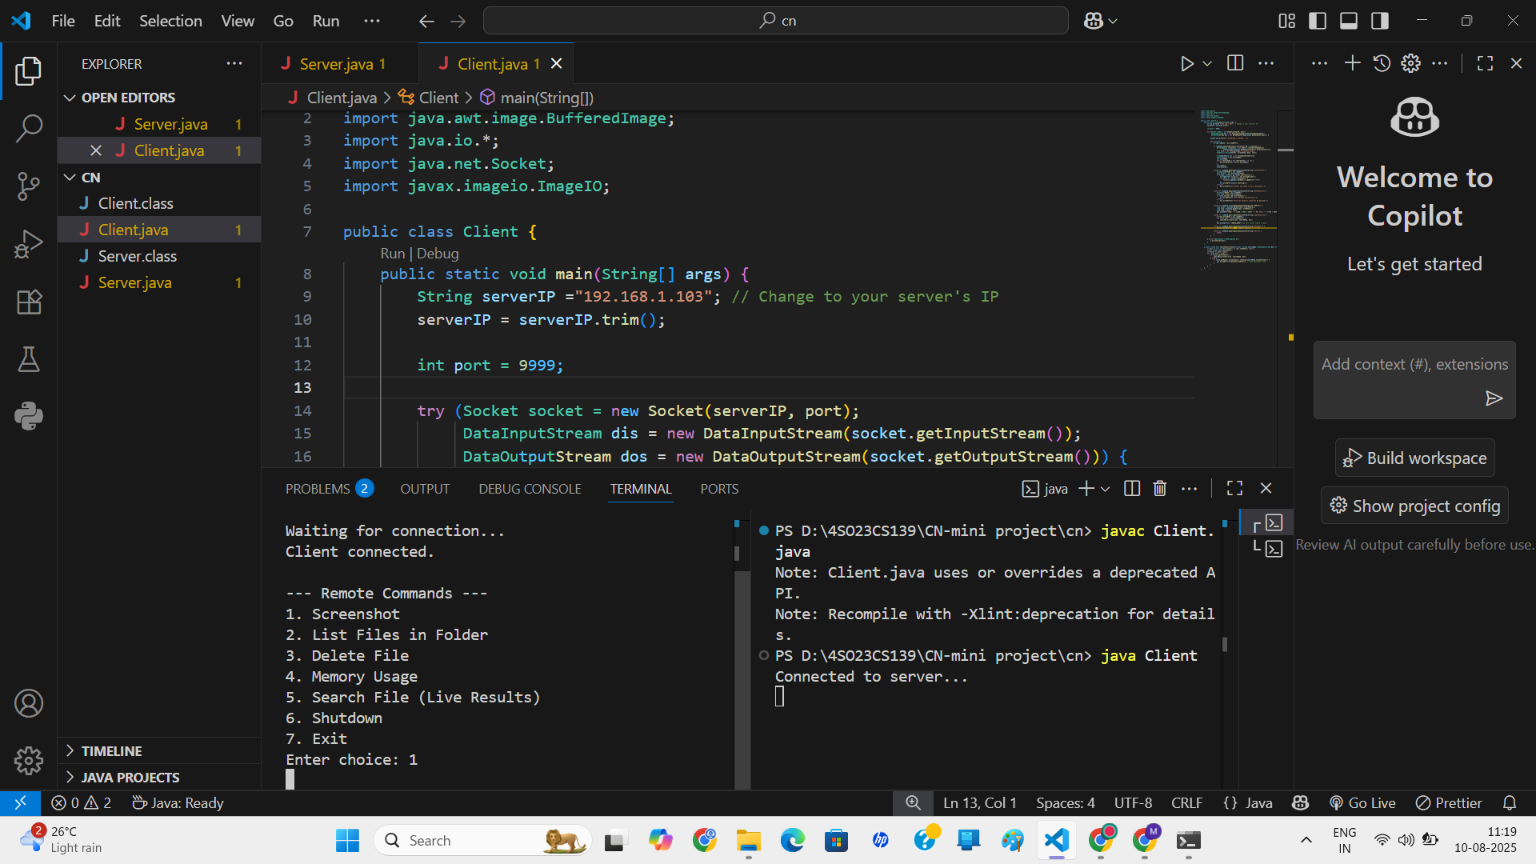 File Edit Selection View Go Run ... cn
EXPLORER
OPEN EDITORS
Server.java 1
Client.java 1
CN
Client.class
Client.java 1
Server.class
Server.java 1
TIMELINE
JAVA PROJECTS
Server.java 1 Client.java 1
Client.java > Client > main(String[])
2 import java.awt.image.BufferedImage;
3 import java.io.*;
4 import java.net.Socket;
5 import javax.imageio.ImageIO;
6
7 public class Client {
Run | Debug
8 public static void main(String[] args) {
9 String serverIP ="192.168.1.103"; // Change to your server's IP
10 serverIP = serverIP.trim();
11
12 int port = 9999;
13
14 try (Socket socket = new Socket(serverIP, port);
15 DataInputStream dis = new DataInputStream(socket.getInputStream());
16 DataOutputStream dos = new DataOutputStream(socket.getOutputStream())) {
PROBLEMS 2 OUTPUT DEBUG CONSOLE TERMINAL PORTS java
Waiting for connection...
Client connected.
--- Remote Commands ---
1. Screenshot
2. List Files in Folder
3. Delete File
4. Memory Usage
5. Search File (Live Results)
6. Shutdown
7. Exit
Enter choice: 1
PS D:\4SO23CS139\CN-mini project\cn> javac Client.
java
Note: Client.java uses or overrides a deprecated A
PI.
Note: Recompile with -Xlint:deprecation for detail
s.
PS D:\4SO23CS139\CN-mini project\cn> java Client
Connected to server...
Welcome to
Copilot
Let's get started
Add context (#), extensions
Build workspace
Show project config
Review AI output carefully before use.
0 2 Java: Ready Ln 13, Col 1 Spaces: 4 UTF-8 CRLF {} Java Go Live Prettier
2 26°C
Light rain
Search
hp
M
ENG
IN
11:19
10-08-2025